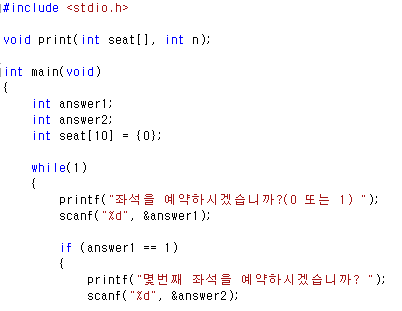 #include <stdio.h>
void print(int seat[], int n);
int main(void)
{
int answer1;
int answer2;
int seat[10] = {0};
while(1)
{
printf("좌석을 예약하시겠습니까?(0 또는 1) ");
scanf("%d", &answer1);
if (answer1 == 1)
{
printf("몇번째 좌석을 예약하시겠습니까? ");
scanf("%d", &answer2);